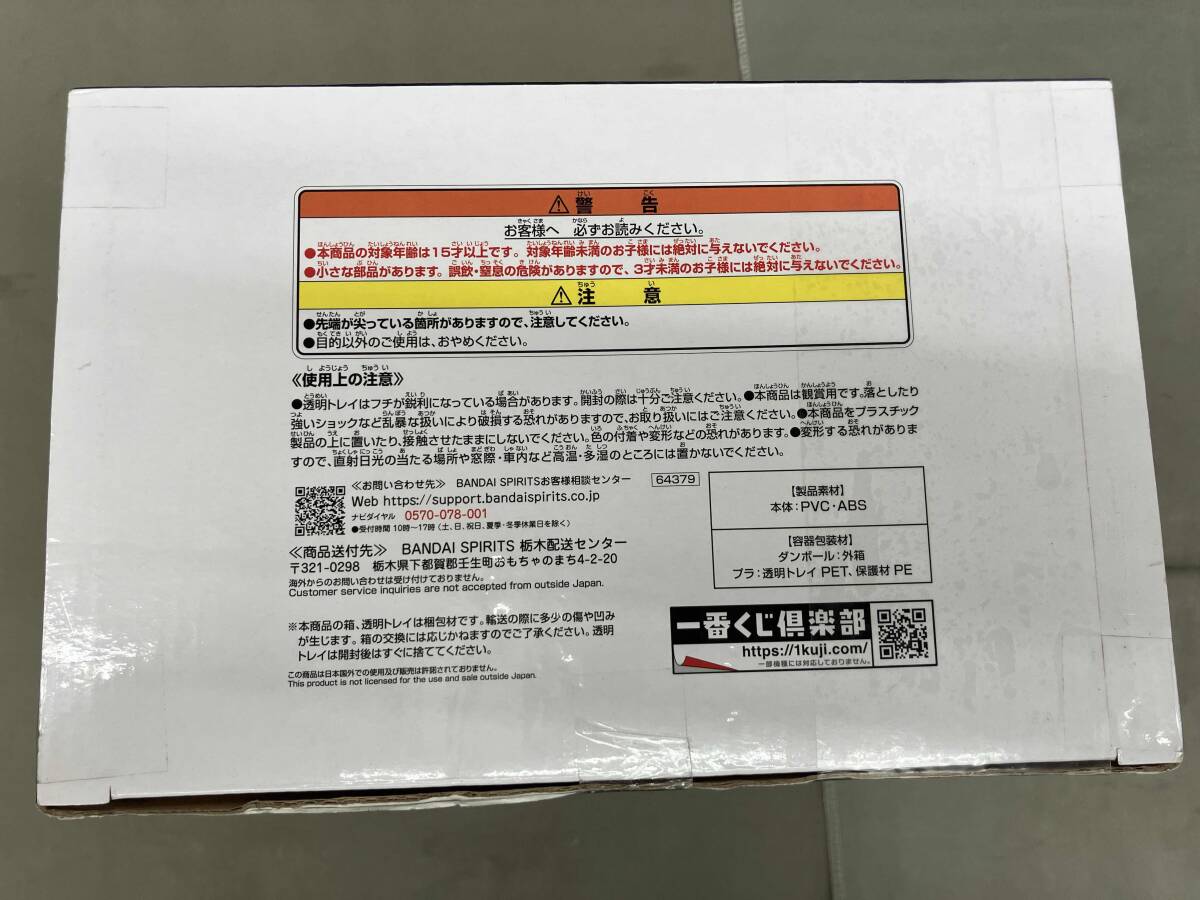 ⚠警告
お客様へ 必ずお読みください。
●本商品の対象年齢は15才以上です。対象年齢未満のお子様には絶対に与えないでください。
●小さな部品があります。誤飲・窒息の危険がありますので、3才未満のお子様には絶対に与えないでください。
⚠注意
●先端が尖っている箇所がありますので、注意してください。
●目的以外のご使用は、おやめください。
《使用上の注意》
●透明トレイはフチが鋭利になっている場合があります。開封の際は十分ご注意ください。●本商品は観賞用です。落としたり
強いショックなど乱暴な扱いにより破損する恐れがありますので、お取り扱いにはご注意ください。●本商品をプラスチック
製品の上に置いたり、接触させたままにしないでください。色の付着や変形などの恐れがあります。●変形する恐れがありま
すので、直射日光の当たる場所や窓際・車内など高温・多湿のところには置かないでください。
≪お問い合わせ先≫ BANDAI SPIRITSお客様相談センター
Web https://support.bandaispirits.co.jp
ナビダイヤル 0570-078-001
●受付時間 10時〜17時(土、日、祝日、夏季・冬季休業日を除く)
64379
≪商品送付先≫ BANDAI SPIRITS 栃木配送センター
〒321-0298 栃木県下都賀郡壬生町おもちゃのまち4-2-20
海外からのお問い合わせは受け付けておりません。
Customer service inquiries are not accepted from outside Japan.
【製品素材】
本体:PVC・ABS
【容器包装材】
ダンボール:外箱
プラ:透明トレイ PET、保護材 PE
※本商品の箱、透明トレイは梱包材です。輸送の際に多少の傷や凹み
が生じます。箱の交換には応じかねますのでご了承ください。透明
トレイは開封後はすぐに捨ててください。
この商品は日本国外での使用及び販売は許諾されておりません。
This product is not licensed for the use and sale outside Japan.
一番くじ倶楽部
https://1kuji.com/
一部機種には対応しておりません。